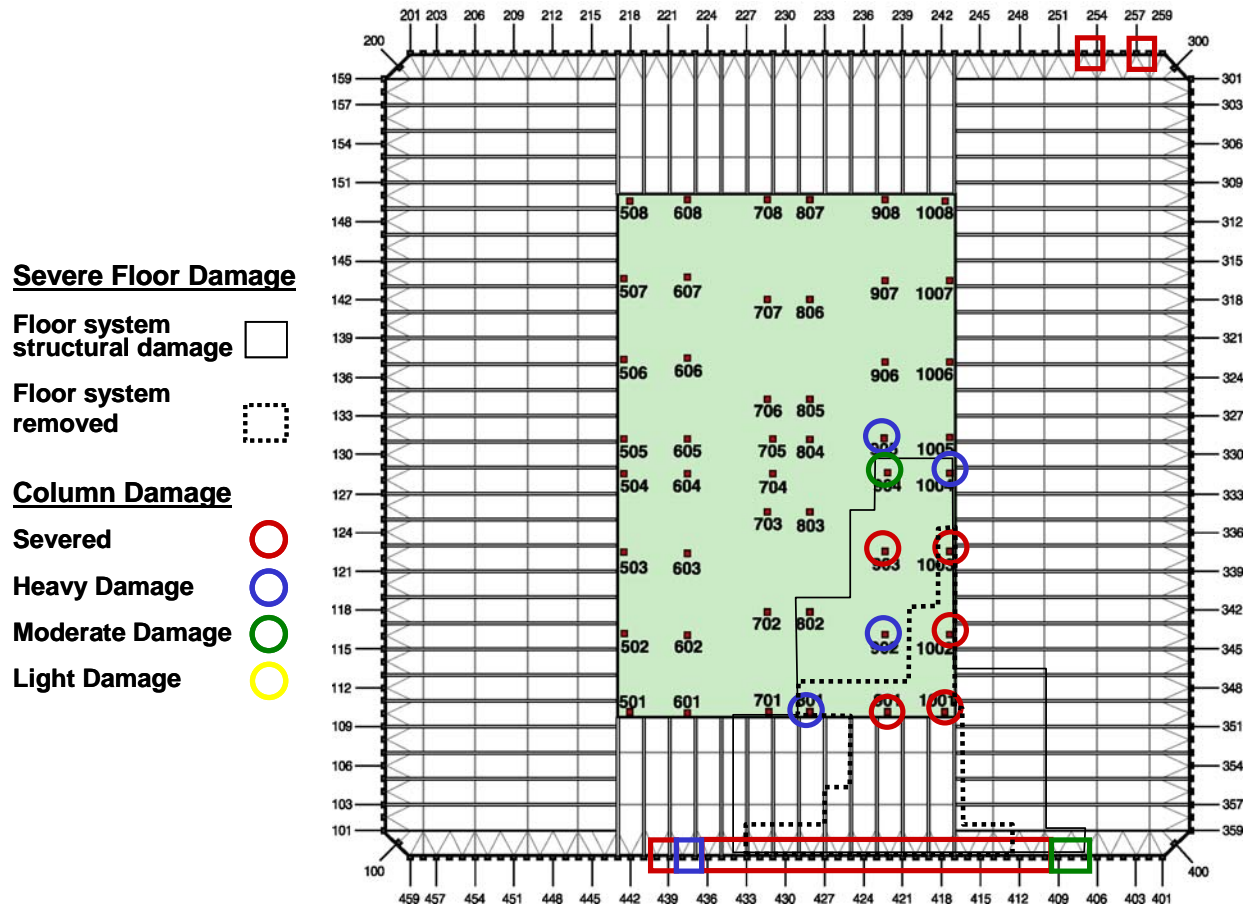 201 203 206 209 212 215 218 221 224 227 230 233 236 239 242 245 248 251 254 257 259
200 300
159 301
157 303
154 306
151 309
508 608 708 807 908 1008
148 312
145 315
Severe Floor Damage
507 607 907 1007
142 318
707 806
Floor system
structural damage
139 321
506 606 906 1006
136 324
Floor system
removed
706 805
133 327
505 605 705 804 905 1005
130 330
504 604 704 904 1004
127 333
Column Damage
703 803
124 336
Severed
503 603 903 1003
121 339
Heavy Damage
118 342
702 802
Moderate Damage
502 602 902 1002
115 345
Light Damage
112 348
501 601 701 801 901 1001
109 351
106 354
103 357
101 359
100 400
459 457 454 451 448 445 442 439 436 433 430 427 424 421 418 415 412 409 406 403 401